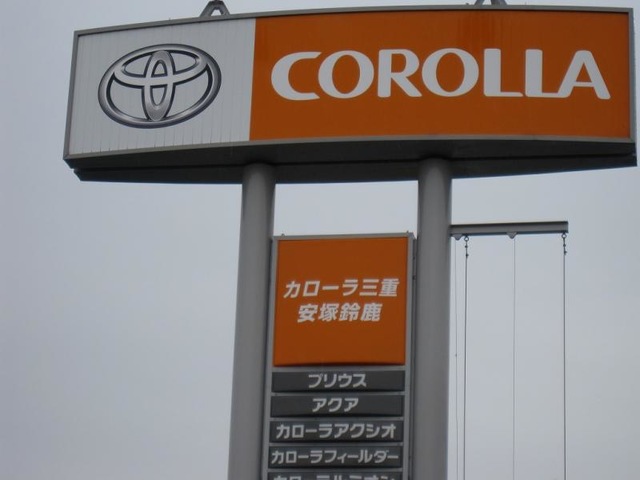 COROLLA
カローラ三重
安塚鈴鹿
プリウス
アクア
カローラアクシオ
カローラフィールダー